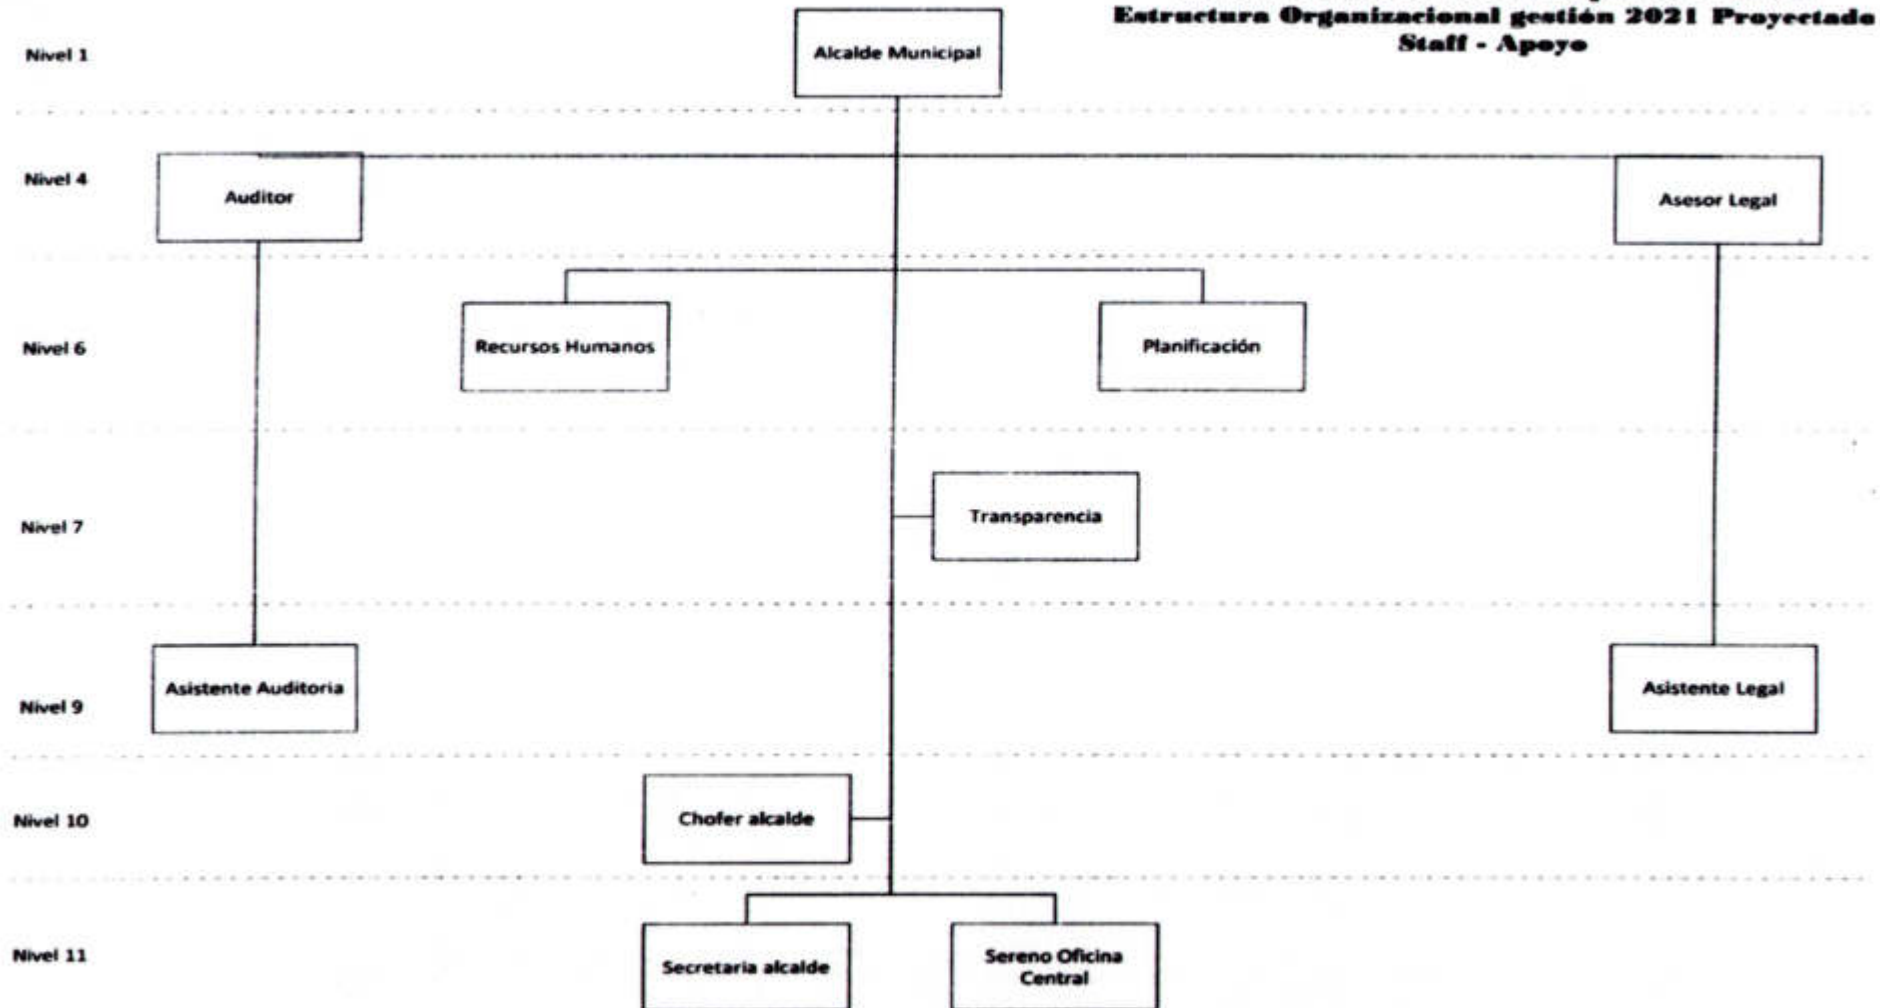 Estructura Organizacional gestión 2021 Proyectado
Staff - Apoyo
Nivel 1
Alcalde Municipal
Nivel 4
Auditor
Asesor Legal
Nivel 6
Recursos Humanos
Planificación
Nivel 7
Transparencia
Nivel 9
Asistente Auditoria
Asistente Legal
Nivel 10
Chofer alcalde
Nivel 11
Secretaria alcalde
Sereno Oficina
Central